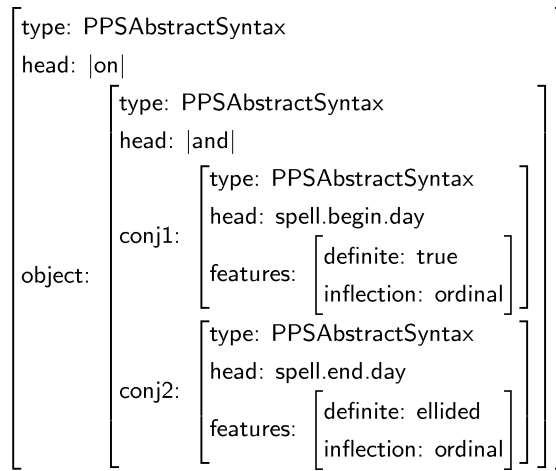 type: PPSAbstractSyntax
head: |on|
object:
type: PPSAbstractSyntax
head: |and|
conj1:
type: PPSAbstractSyntax
head: spell.begin.day
features:
definite: true
inflection: ordinal
conj2:
type: PPSAbstractSyntax
head: spell.end.day
features:
definite: ellided
inflection: ordinal